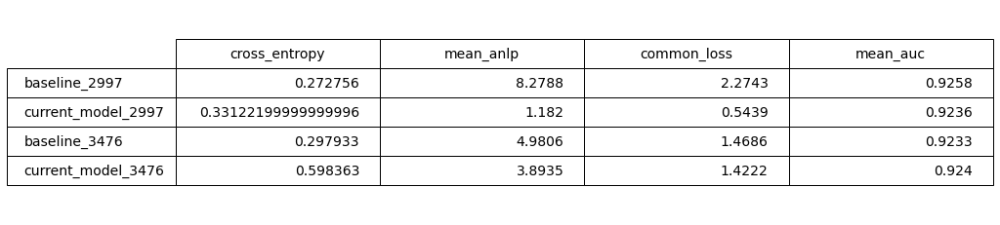 cross_entropy mean_anlp common_loss mean_auc
baseline_2997 0.272756 8.2788 2.2743 0.9258
current_model_2997 0.33122199999999996 1.182 0.5439 0.9236
baseline_3476 0.297933 4.9806 1.4686 0.9233
current_model_3476 0.598363 3.8935 1.4222 0.924